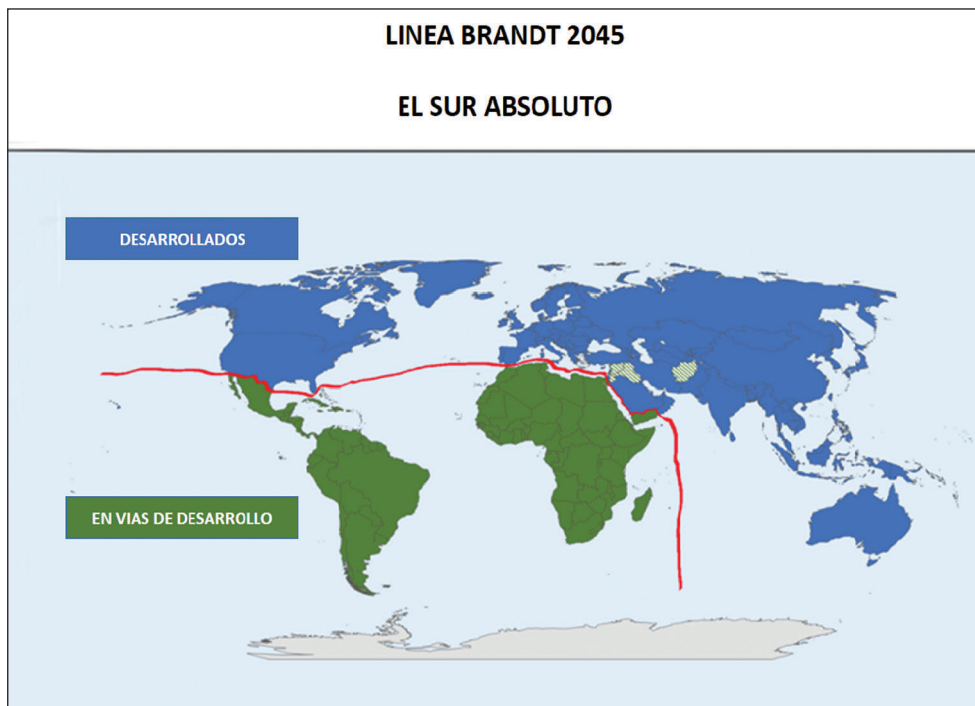 LINEA BRANDT 2045
EL SUR ABSOLUTO
DESARROLLADOS
EN VIAS DE DESARROLLO